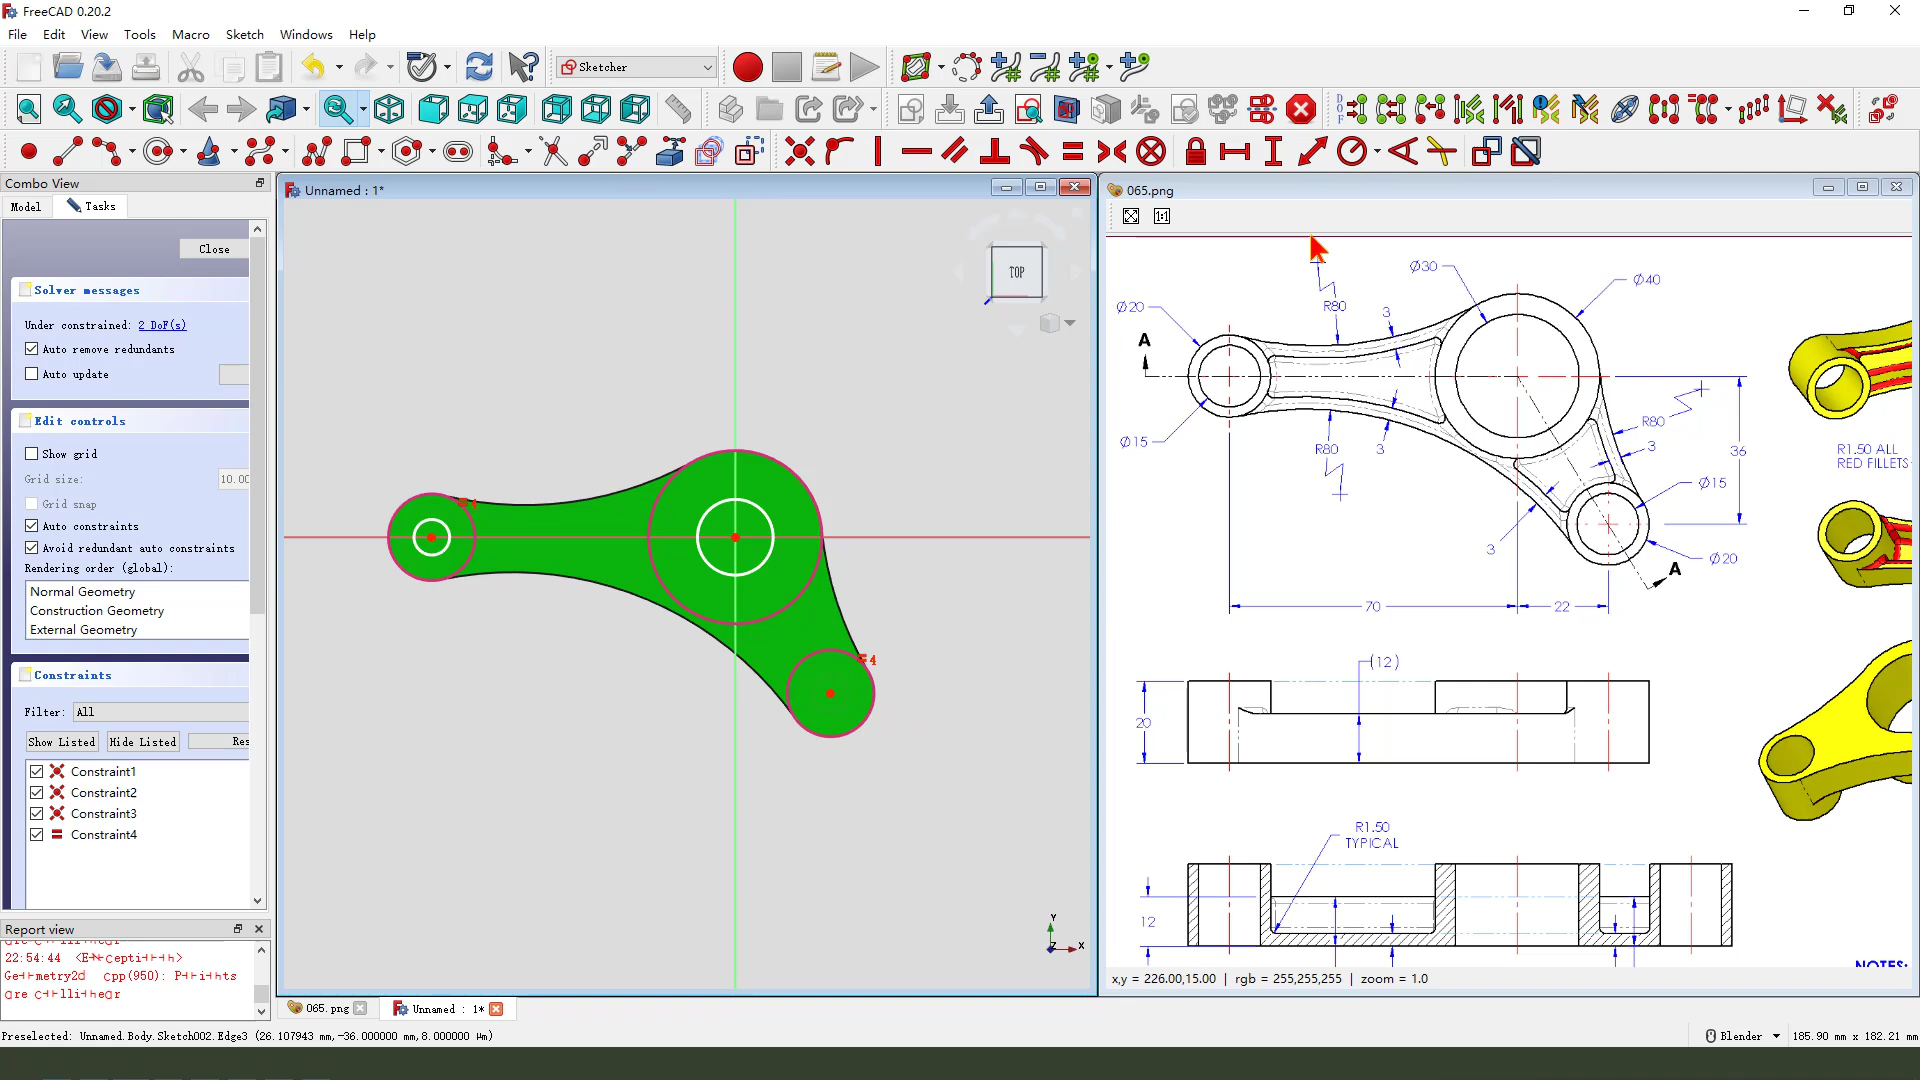 FreeCAD 0.20.2
File Edit View Tools Macro Sketch Windows Help
Sketcher
Combo View
Model Tasks
Close
Solver messages
Under constrained: 2 DoF(s)
Auto remove redundants
Auto update
Edit controls
Show grid
Grid size: 10.00
Grid snap
Auto constraints
Avoid redundant auto constraints
Rendering order (global):
Normal Geometry
Construction Geometry
External Geometry
Constraints
Filter: All
Show Listed Hide Listed Res
Constraint1
Constraint2
Constraint3
Constraint4
Report view
22:54:44
Unnamed : 1*
TOP
4
4
Y
Z X
065.png
1:1
Ø30
Ø40
Ø20
R80
3
A
Ø15
R80
3
R80
3
36
R1.50 ALL
RED FILLETS
Ø15
3
Ø20
A
70
22
(12)
20
R1.50
TYPICAL
12
NOTES:
x,y = 226.00,15.00 | rgb = 255,255,255 | zoom = 1.0
065.png Unnamed : 1*
Preselected: Unnamed.Body.Sketch002.Edge3 (26.107943 mm,-36.000000 mm,8.000000 µm)
Blender 185.90 mm x 182.21 mm